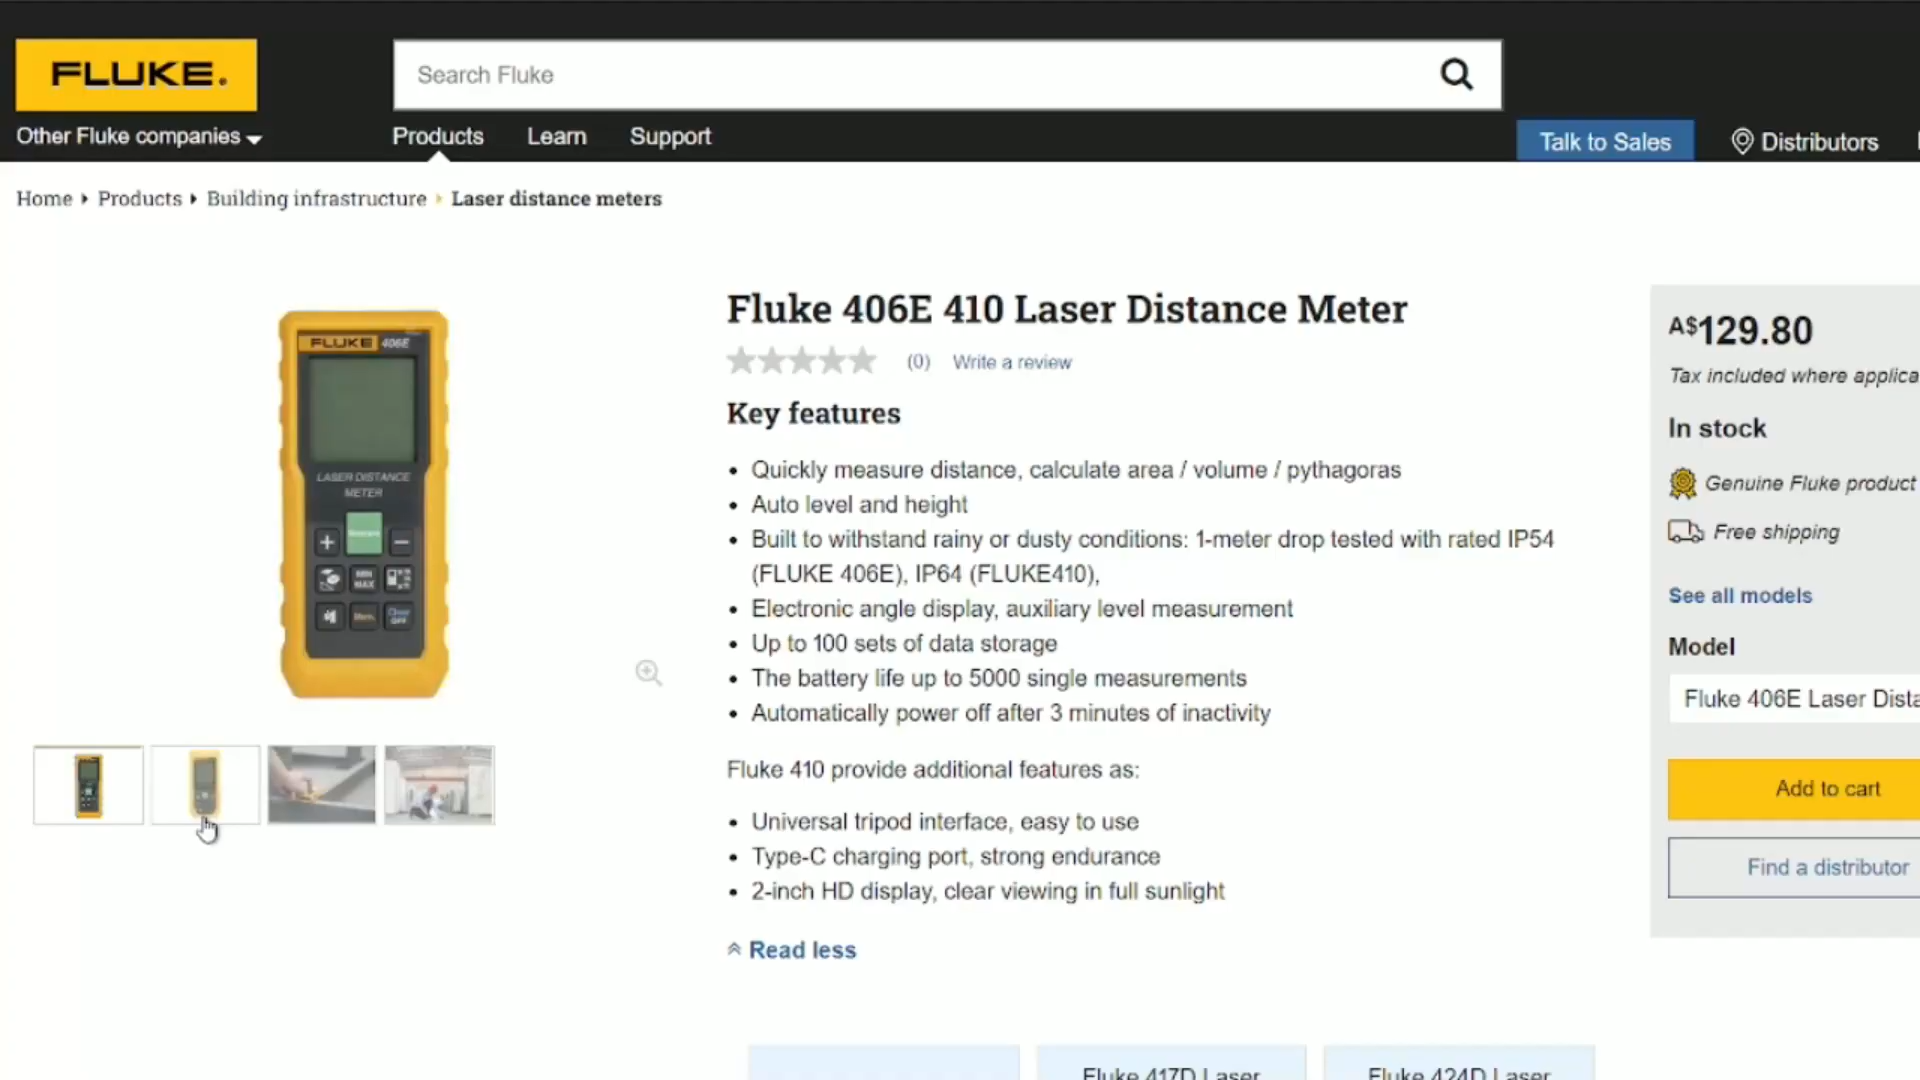 FLUKE.
Search Fluke
Other Fluke companies
Products Learn Support
Talk to Sales
Distributors
Home Products Building infrastructure Laser distance meters
FLUKE 406E
LASER DISTANCE
METER
+
−
MIN
MAX
Mem.
Clear
OFF
Fluke 406E 410 Laser Distance Meter
(0) Write a review
Key features
• Quickly measure distance, calculate area / volume / pythagoras
• Auto level and height
• Built to withstand rainy or dusty conditions: 1-meter drop tested with rated IP54
(FLUKE 406E), IP64 (FLUKE410),
• Electronic angle display, auxiliary level measurement
• Up to 100 sets of data storage
• The battery life up to 5000 single measurements
• Automatically power off after 3 minutes of inactivity
Fluke 410 provide additional features as:
• Universal tripod interface, easy to use
• Type-C charging port, strong endurance
• 2-inch HD display, clear viewing in full sunlight
Read less
A$129.80
Tax included where applica
In stock
Genuine Fluke product
Free shipping
See all models
Model
Fluke 406E Laser Dista
Add to cart
Find a distributor
Fluke 417D Laser
Fluke 424D Laser